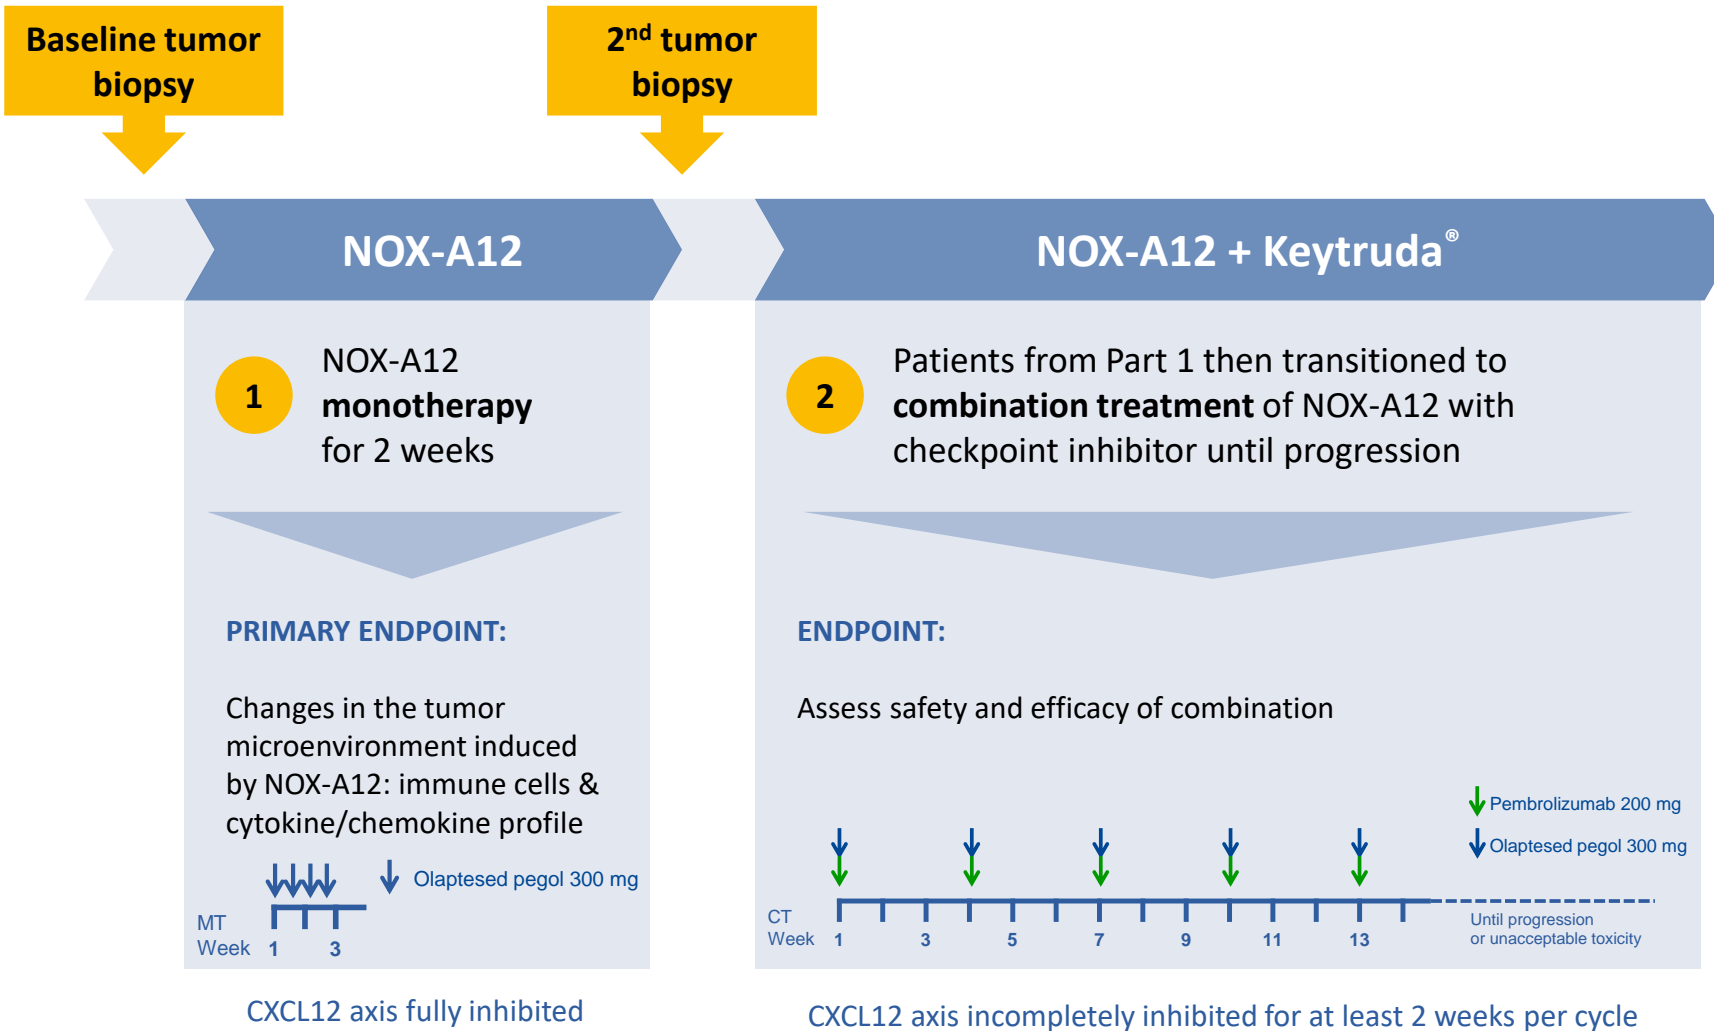 Baseline tumor
biopsy
2nd tumor
biopsy
NOX-A12
NOX-A12 + Keytruda®
1
NOX-A12
monotherapy
for 2 weeks
2
Patients from Part 1 then transitioned to
combination treatment of NOX-A12 with
checkpoint inhibitor until progression
PRIMARY ENDPOINT:
Changes in the tumor
microenvironment induced
by NOX-A12: immune cells &
cytokine/chemokine profile
Olaptesed pegol 300 mg
MT
Week 1 3
ENDPOINT:
Assess safety and efficacy of combination
Pembrolizumab 200 mg
Olaptesed pegol 300 mg
CT
Week 1 3 5 7 9 11 13
Until progression
or unacceptable toxicity
CXCL12 axis fully inhibited
CXCL12 axis incompletely inhibited for at least 2 weeks per cycle